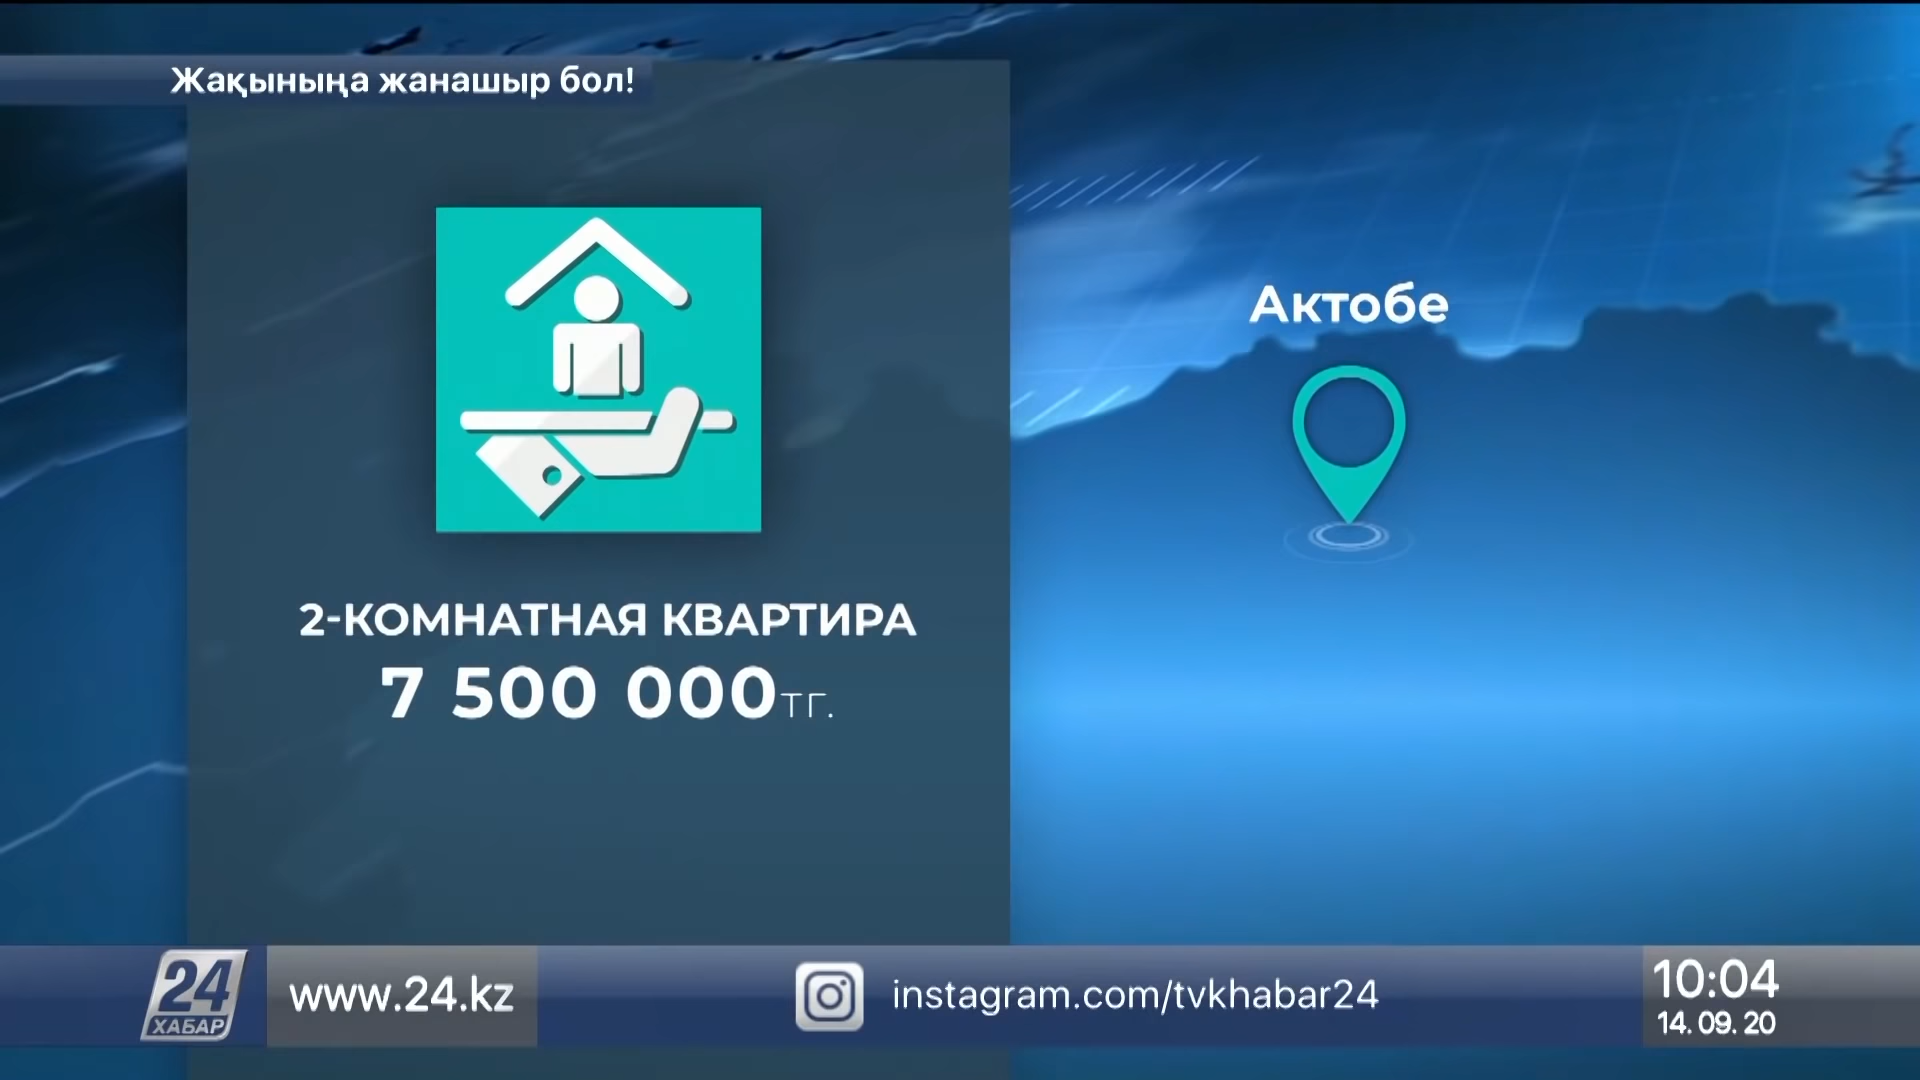 Жақыныңа жанашыр бол!
Актобе
2-КОМНАТНАЯ КВАРТИРА
7 500 000тг.
24
ХАБАР
www.24.kz
instagram.com/tvkhabar24
10:04
14. 09. 20